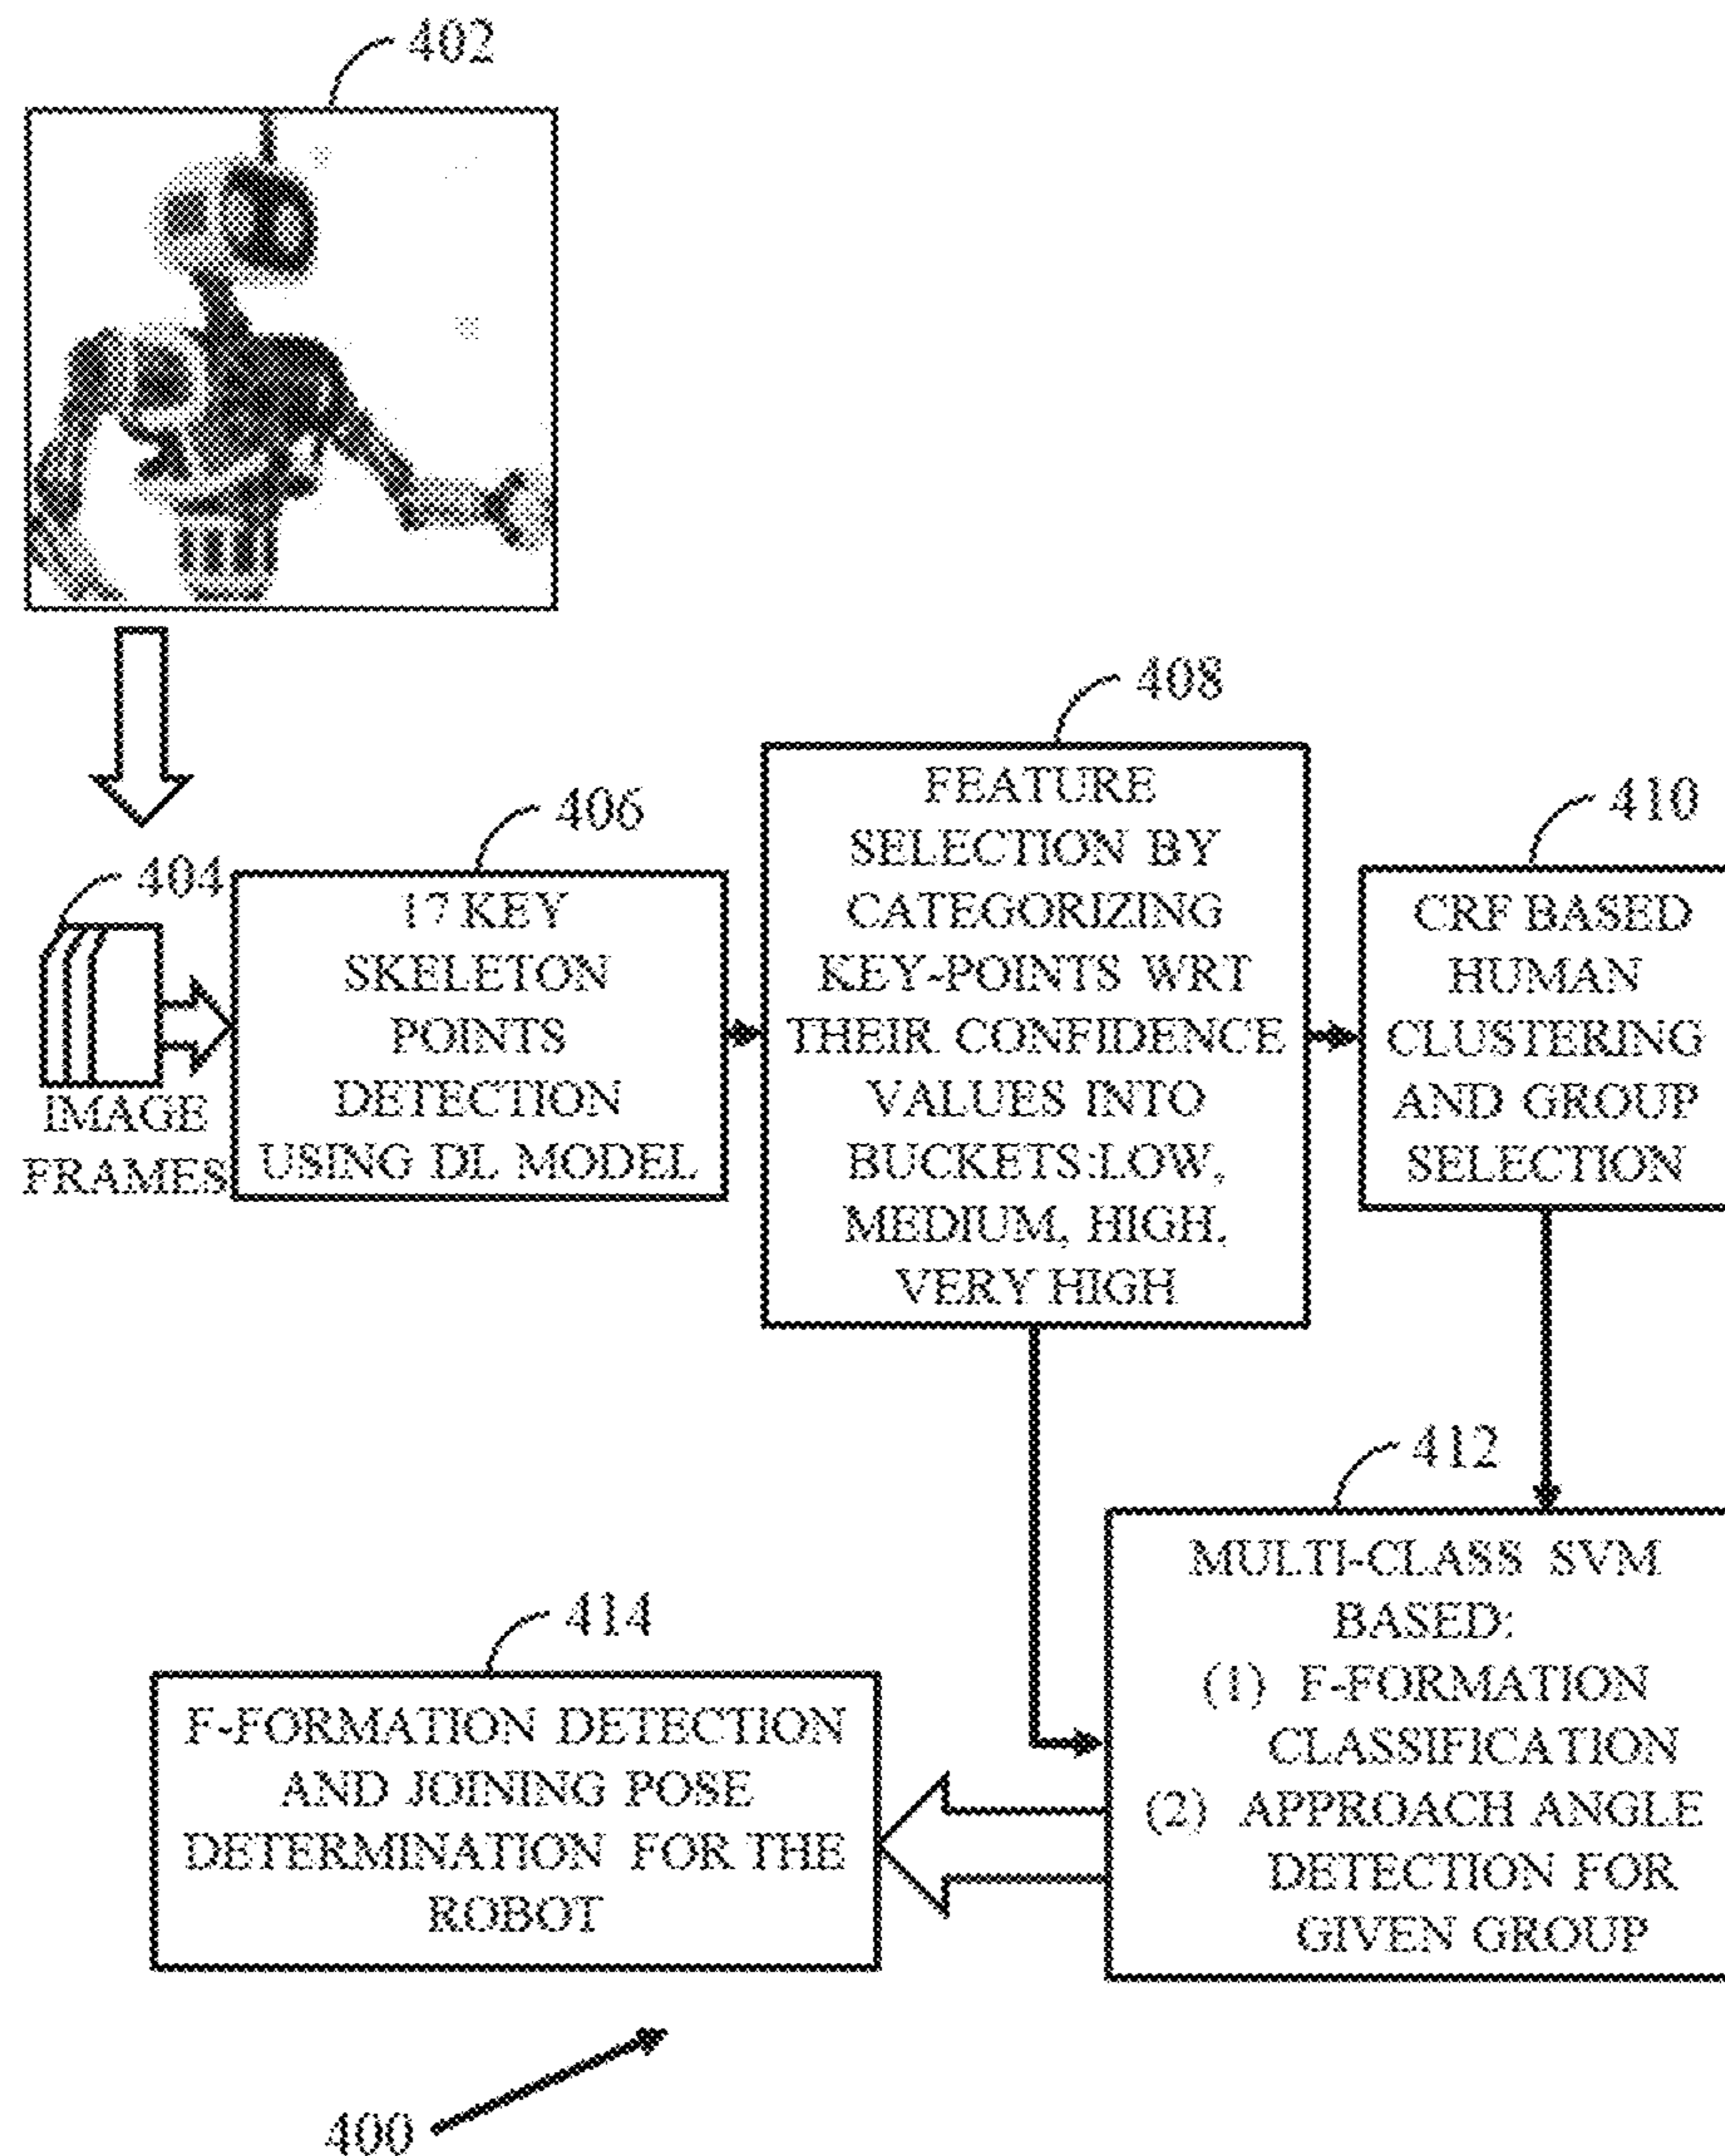 402
404
IMAGE
FRAMES
406
17 KEY
SKELETON
POINTS
DETECTION
USING DL MODEL
408
FEATURE
SELECTION BY
CATEGORIZING
KEY-POINTS WRT
THEIR CONFIDENCE
VALUES INTO
BUCKETS:LOW,
MEDIUM, HIGH,
VERY HIGH
410
CRF BASED
HUMAN
CLUSTERING
AND GROUP
SELECTION
412
MULTI-CLASS SVM
BASED:
(1) F-FORMATION
CLASSIFICATION
(2) APPROACH ANGLE
DETECTION FOR
GIVEN GROUP
414
F-FORMATION DETECTION
AND JOINING POSE
DETERMINATION FOR THE
ROBOT
400